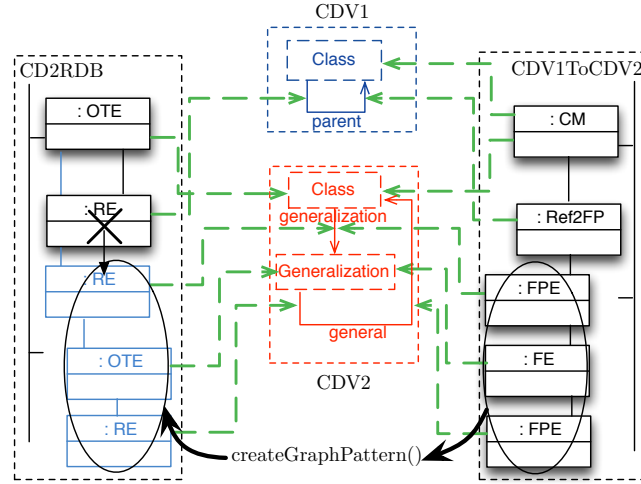 CDV1
CD2RDB
Class
parent
CDV1ToCDV2
: OTE
: CM
: RE
Class
generalization
: Ref2FP
: RE
Generalization
: FPE
general
: OTE
: FE
CDV2
: RE
: FPE
createGraphPattern()